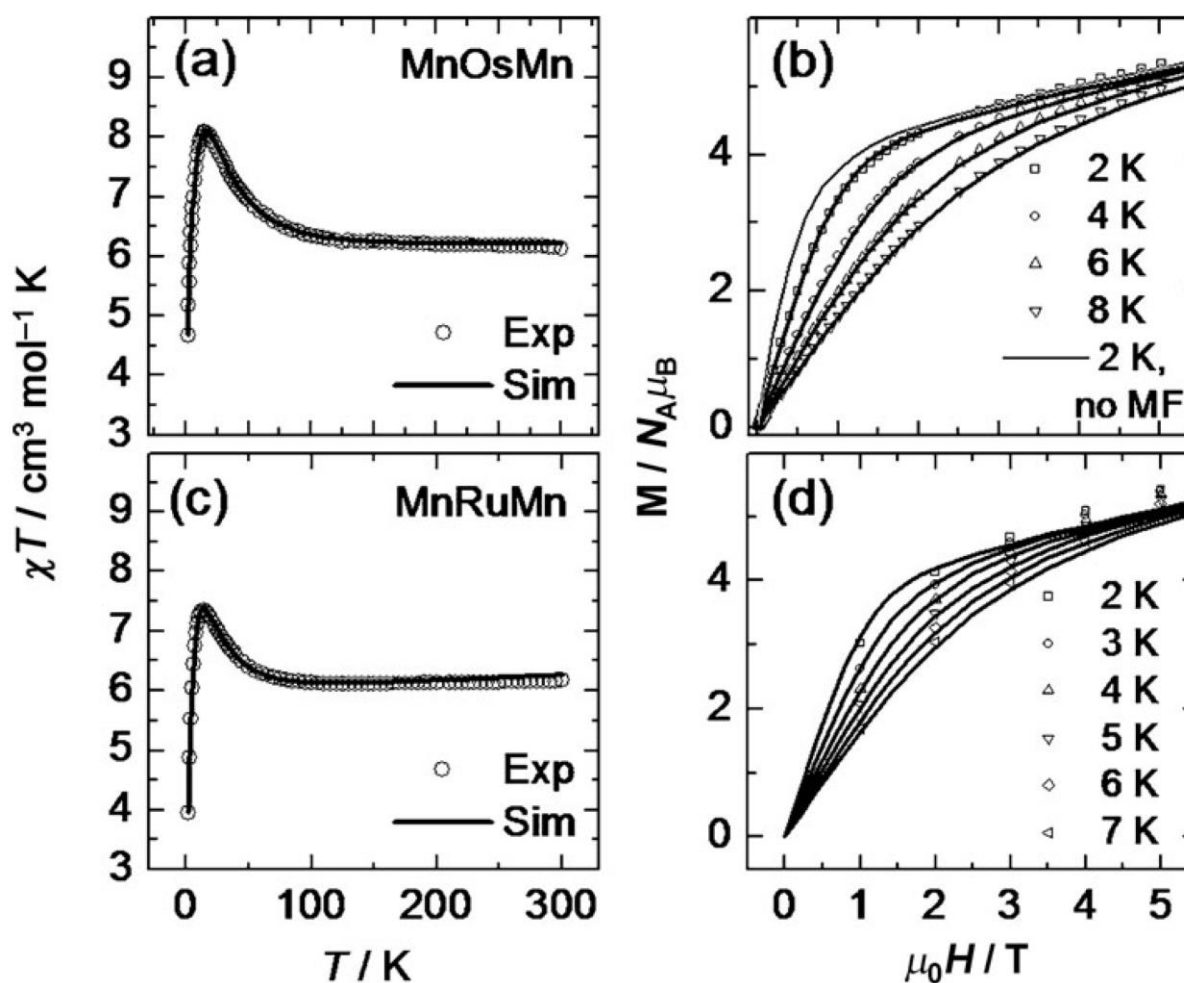 (a)
MnOsMn
9
8
7
6
5
4
3
Exp
Sim
(b)
4
2
0
2 K
4 K
6 K
8 K
2 K,
no MF
χT / cm³ mol⁻¹ K
M / N_Aμ_B
(c)
MnRuMn
9
8
7
6
5
4
3
Exp
Sim
0 100 200 300
T / K
(d)
4
2
0
2 K
3 K
4 K
5 K
6 K
7 K
0 1 2 3 4 5
μ₀H / T